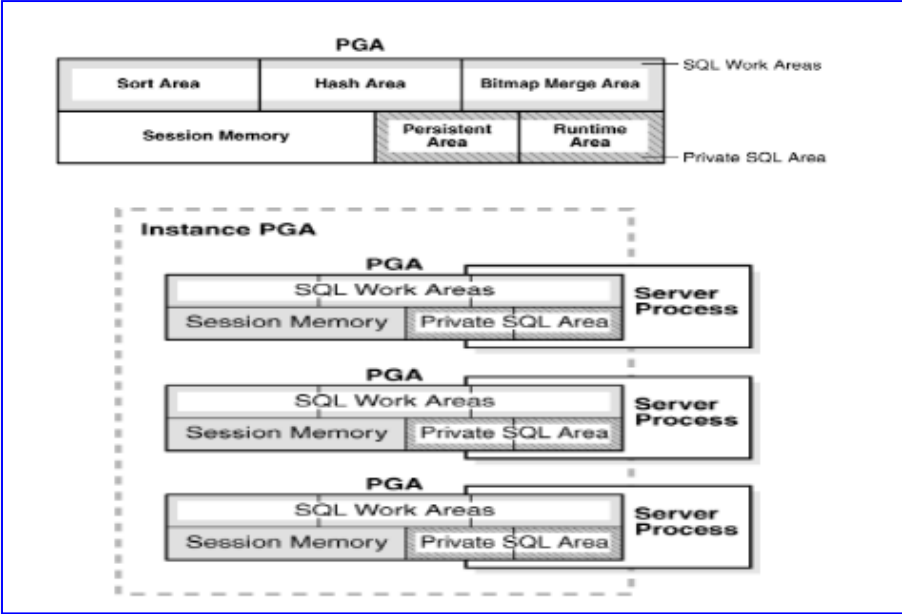 PGA
Sort Area
Hash Area
Bitmap Merge Area
SQL Work Areas
Session Memory
Persistent
Area
Runtime
Area
Private SQL Area
Instance PGA
PGA
SQL Work Areas
Session Memory
Private SQL Area
Server
Process
PGA
SQL Work Areas
Session Memory
Private SQL Area
Server
Process
PGA
SQL Work Areas
Session Memory
Private SQL Area
Server
Process